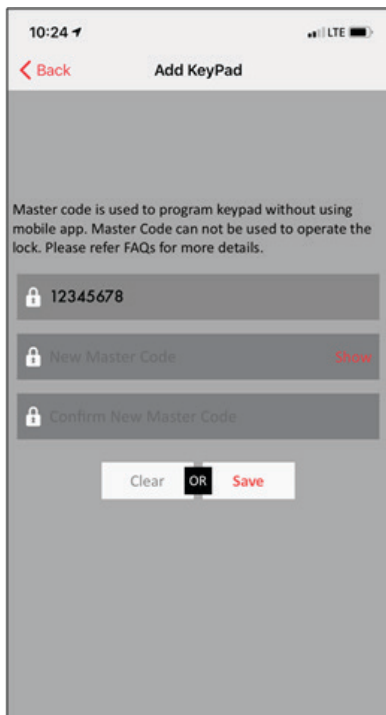 10:24 LTE
Back Add KeyPad
Master code is used to program keypad without using
mobile app. Master Code can not be used to operate the
lock. Please refer FAQs for more details.
12345678
New Master Code Show
Confirm New Master Code
Clear OR Save